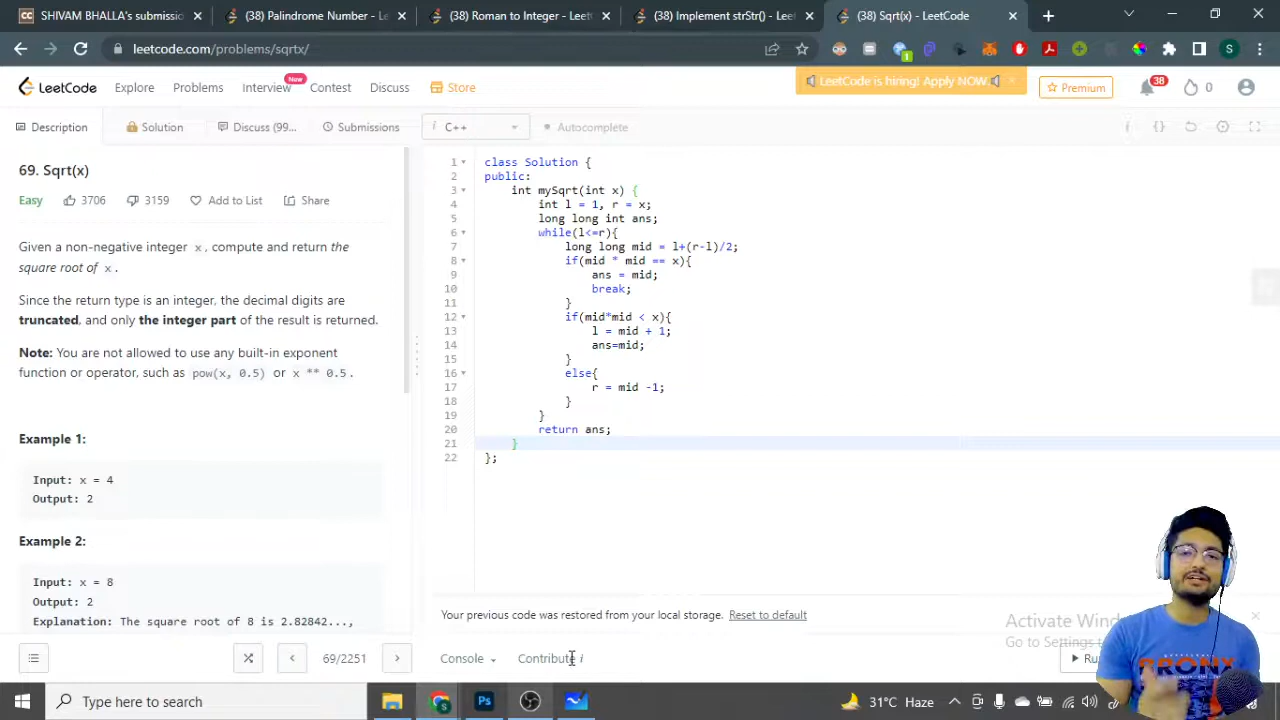 SHIVAM BHALLA's submission
(38) Palindrome Number - Le
(38) Roman to Integer - LeetC
(38) Implement strStr() - LeetC
(38) Sqrt(x) - LeetCode
leetcode.com/problems/sqrtx/
S
LeetCode
Explore
Problems
Interview
New
Contest
Discuss
Store
LeetCode is hiring! Apply NOW
Premium
38
0
Description
Solution
Discuss (99...
Submissions
i C++
Autocomplete
69. Sqrt(x)
Easy
3706
3159
Add to List
Share
Given a non-negative integer x, compute and return the
square root of x.
Since the return type is an integer, the decimal digits are
truncated, and only the integer part of the result is returned.
Note: You are not allowed to use any built-in exponent
function or operator, such as pow(x, 0.5) or x ** 0.5.
Example 1:
Input: x = 4
Output: 2
Example 2:
Input: x = 8
Output: 2
Explanation: The square root of 8 is 2.82842...,
1 class Solution {
2 public:
3 int mySqrt(int x) {
4 int l = 1, r = x;
5 long long int ans;
6 while(l<=r){
7 long long mid = l+(r-l)/2;
8 if(mid * mid == x){
9 ans = mid;
10 break;
11 }
12 if(mid*mid < x){
13 l = mid + 1;
14 ans=mid;
15 }
16 else{
17 r = mid -1;
18 }
19 }
20 return ans;
21 }
22 };
Your previous code was restored from your local storage. Reset to default
69/2251
Console
Contribute i
Activate Wind
Go to Settings t
BRONX
Type here to search
31°C Haze